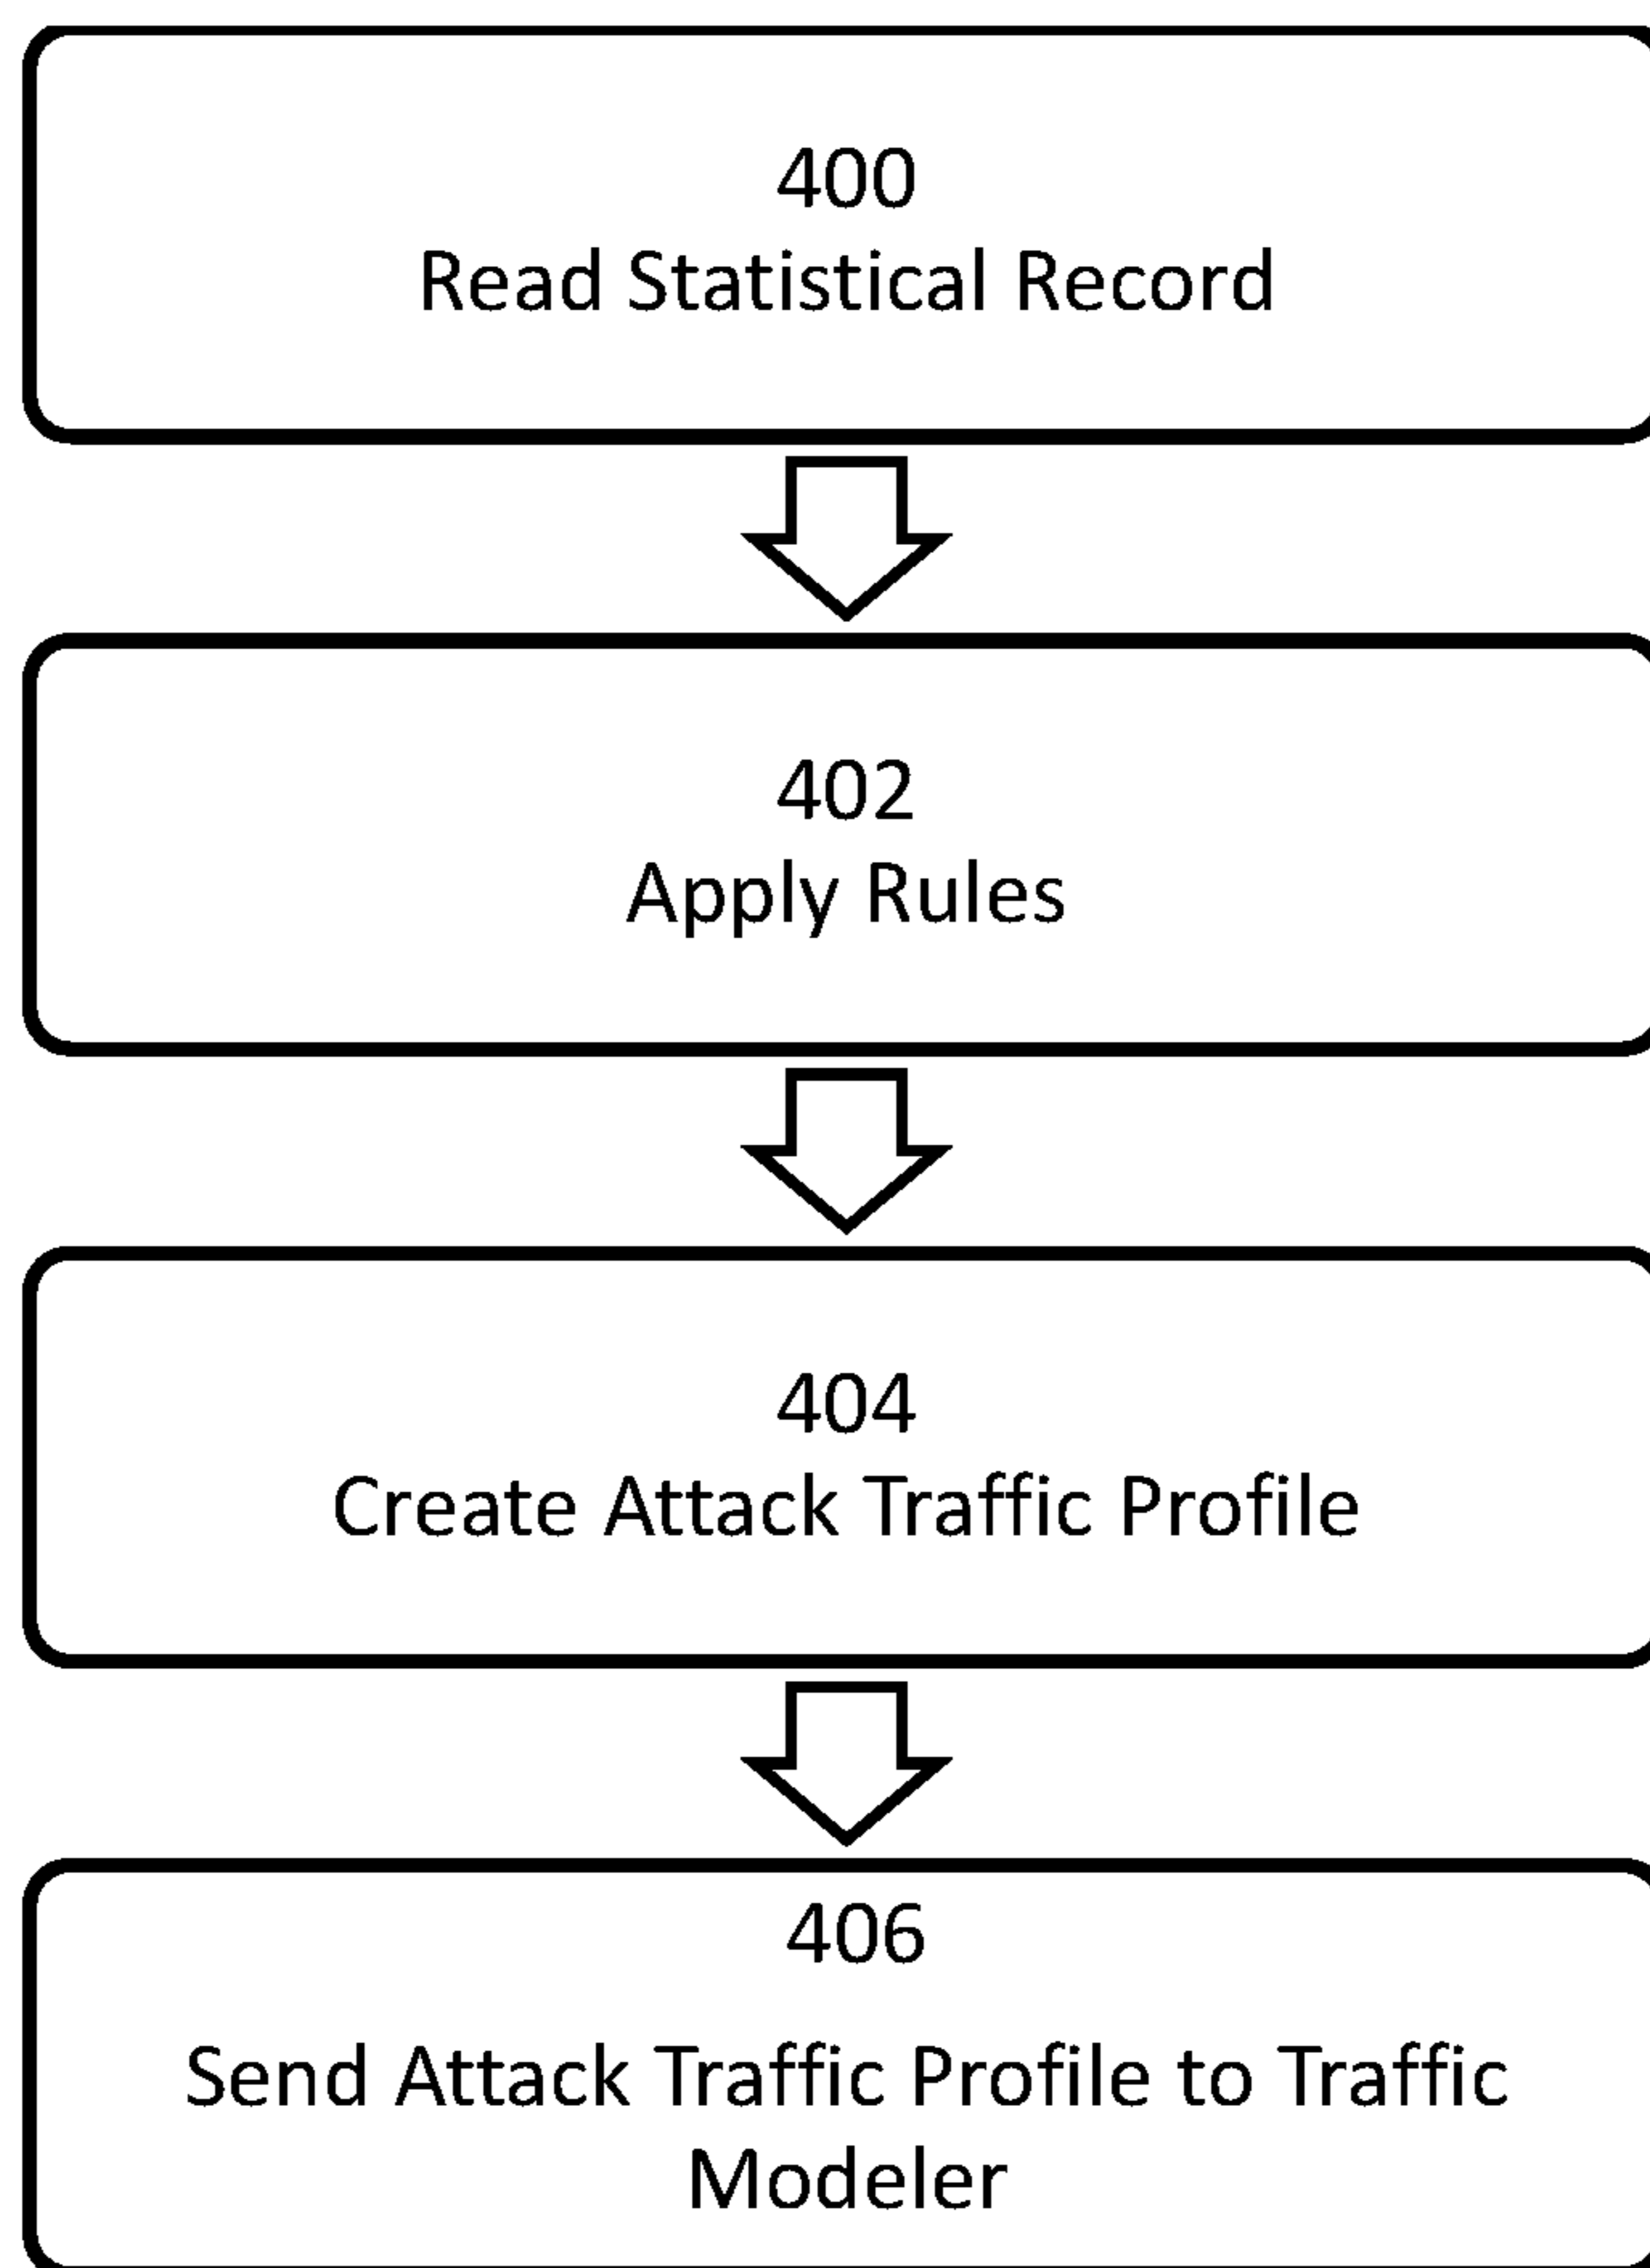 400
Read Statistical Record
402
Apply Rules
404
Create Attack Traffic Profile
406
Send Attack Traffic Profile to Traffic
Modeler